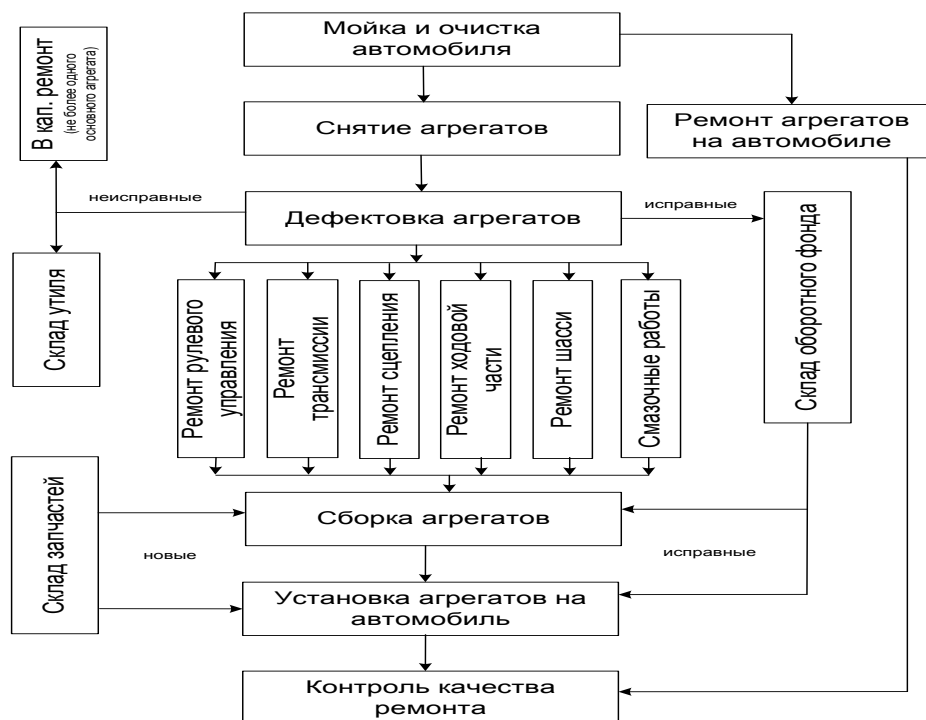 Мойка и очистка
автомобиля
В кап. ремонт
(не более одного
основного агрегата)
Снятие агрегатов
Ремонт агрегатов
на автомобиле
неисправные
Дефектовка агрегатов
исправные
Склад утиля
Ремонт рулевого
управления
Ремонт
трансмиссии
Ремонт сцепления
Ремонт ходовой
части
Ремонт шасси
Смазочные работы
Склад оборотного фонда
Склад запчастей
Сборка агрегатов
новые
исправные
Установка агрегатов на
автомобиль
Контроль качества
ремонта